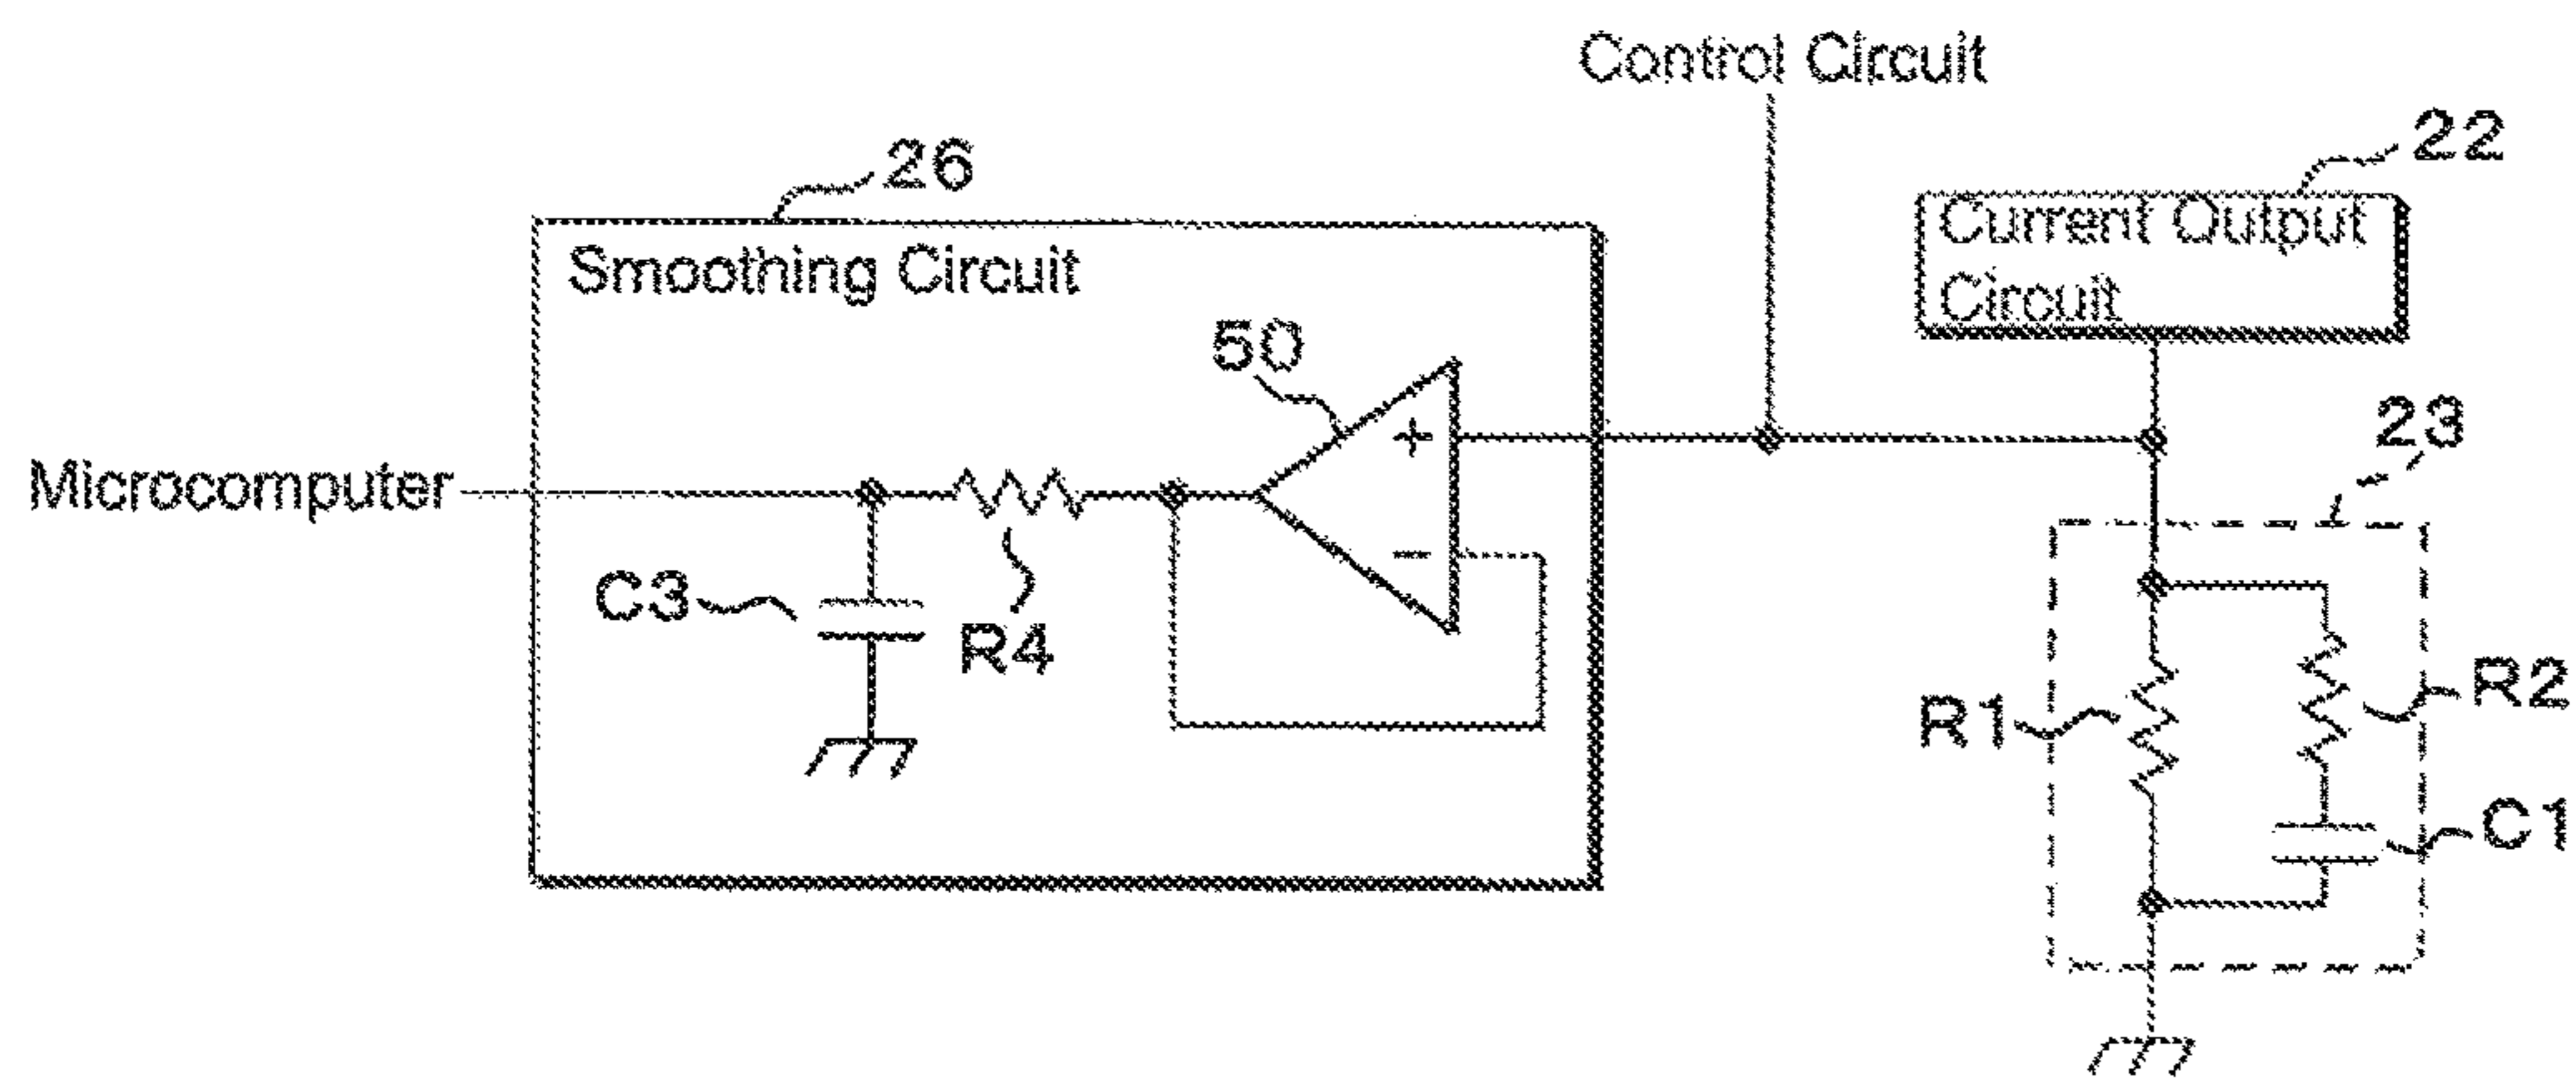 Control Circuit
22
26
Current Output
Circuit
Smoothing Circuit
50
+
23
Microcomputer
−
C3
R4
R1
R2
C1